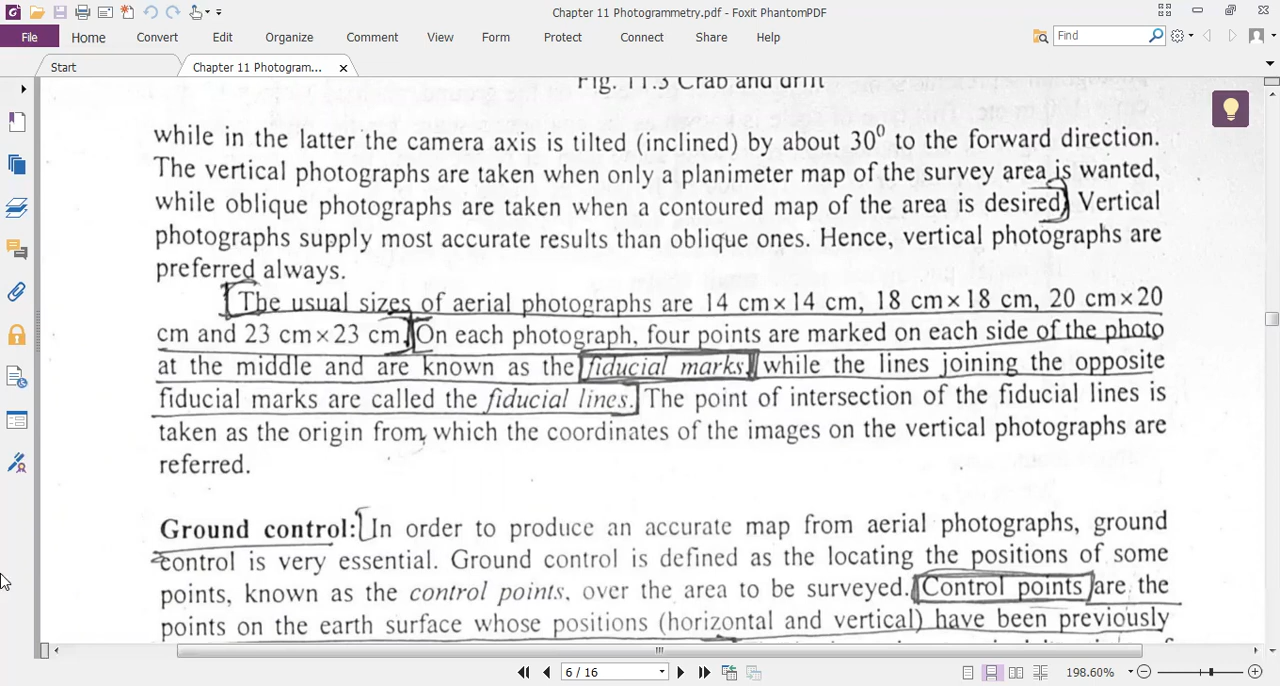 Chapter 11 Photogrammetry.pdf - Foxit PhantomPDF
File Home Convert Edit Organize Comment View Form Protect Connect Share Help Find
Start Chapter 11 Photogram...
Fig. 11.3 Crab and drift
while in the latter the camera axis is tilted (inclined) by about 30⁰ to the forward direction.
The vertical photographs are taken when only a planimeter map of the survey area is wanted,
while oblique photographs are taken when a contoured map of the area is desired. Vertical
photographs supply most accurate results than oblique ones. Hence, vertical photographs are
preferred always.
The usual sizes of aerial photographs are 14 cm×14 cm, 18 cm×18 cm, 20 cm×20
cm and 23 cm×23 cm. On each photograph, four points are marked on each side of the photo
at the middle and are known as the fiducial marks, while the lines joining the opposite
fiducial marks are called the fiducial lines. The point of intersection of the fiducial lines is
taken as the origin from which the coordinates of the images on the vertical photographs are
referred.
Ground control: In order to produce an accurate map from aerial photographs, ground
control is very essential. Ground control is defined as the locating the positions of some
points, known as the control points, over the area to be surveyed. Control points are the
points on the earth surface whose positions (horizontal and vertical) have been previously
6 / 16 198.60%